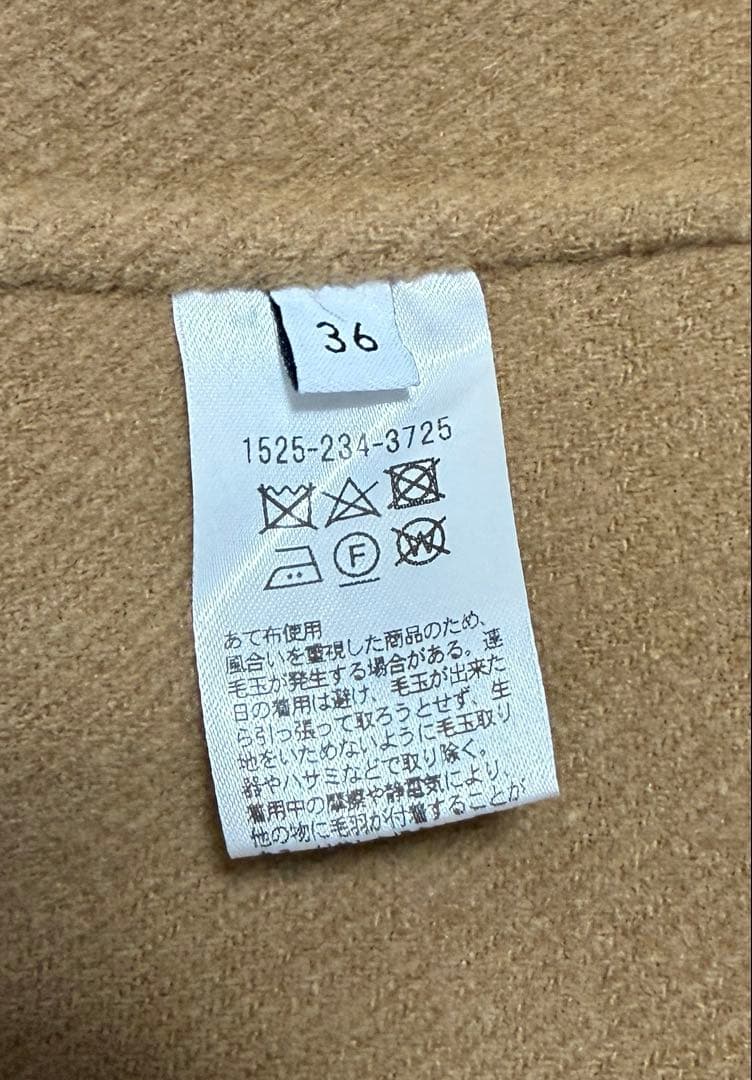 36
1525-234-3725
F
W
あて布使用
風合いを重視した商品のため、
毛玉が発生する場合がある。連
日の着用は避け、毛玉が出来た
ら引っ張って取ろうとせず、生
地をいためないように毛玉取り
器やハサミなどで取り除く。
着用中の摩擦や静電気により、
他の物に毛羽が付着することが